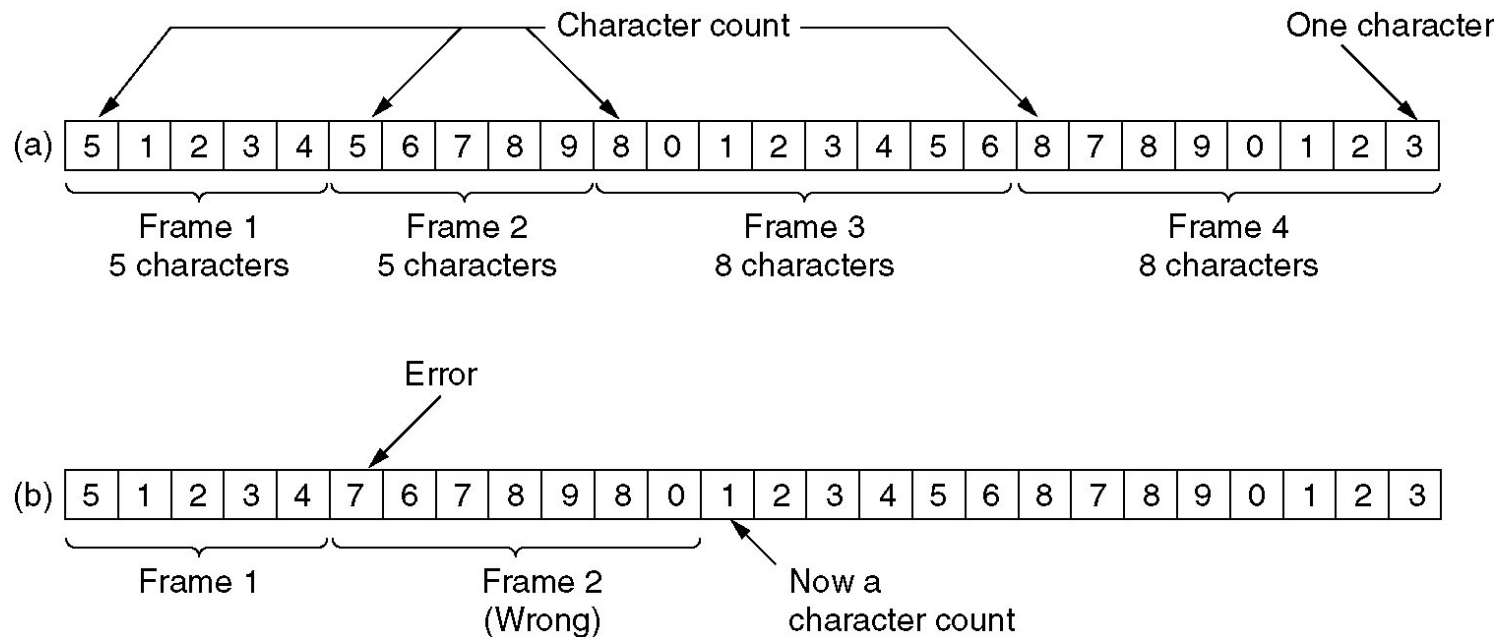 Character count
One character
(a) 5 1 2 3 4 5 6 7 8 9 8 0 1 2 3 4 5 6 8 7 8 9 0 1 2 3
Frame 1
5 characters
Frame 2
5 characters
Frame 3
8 characters
Frame 4
8 characters
Error
(b) 5 1 2 3 4 7 6 7 8 9 8 0 1 2 3 4 5 6 8 7 8 9 0 1 2 3
Frame 1
Frame 2
(Wrong)
Now a
character count